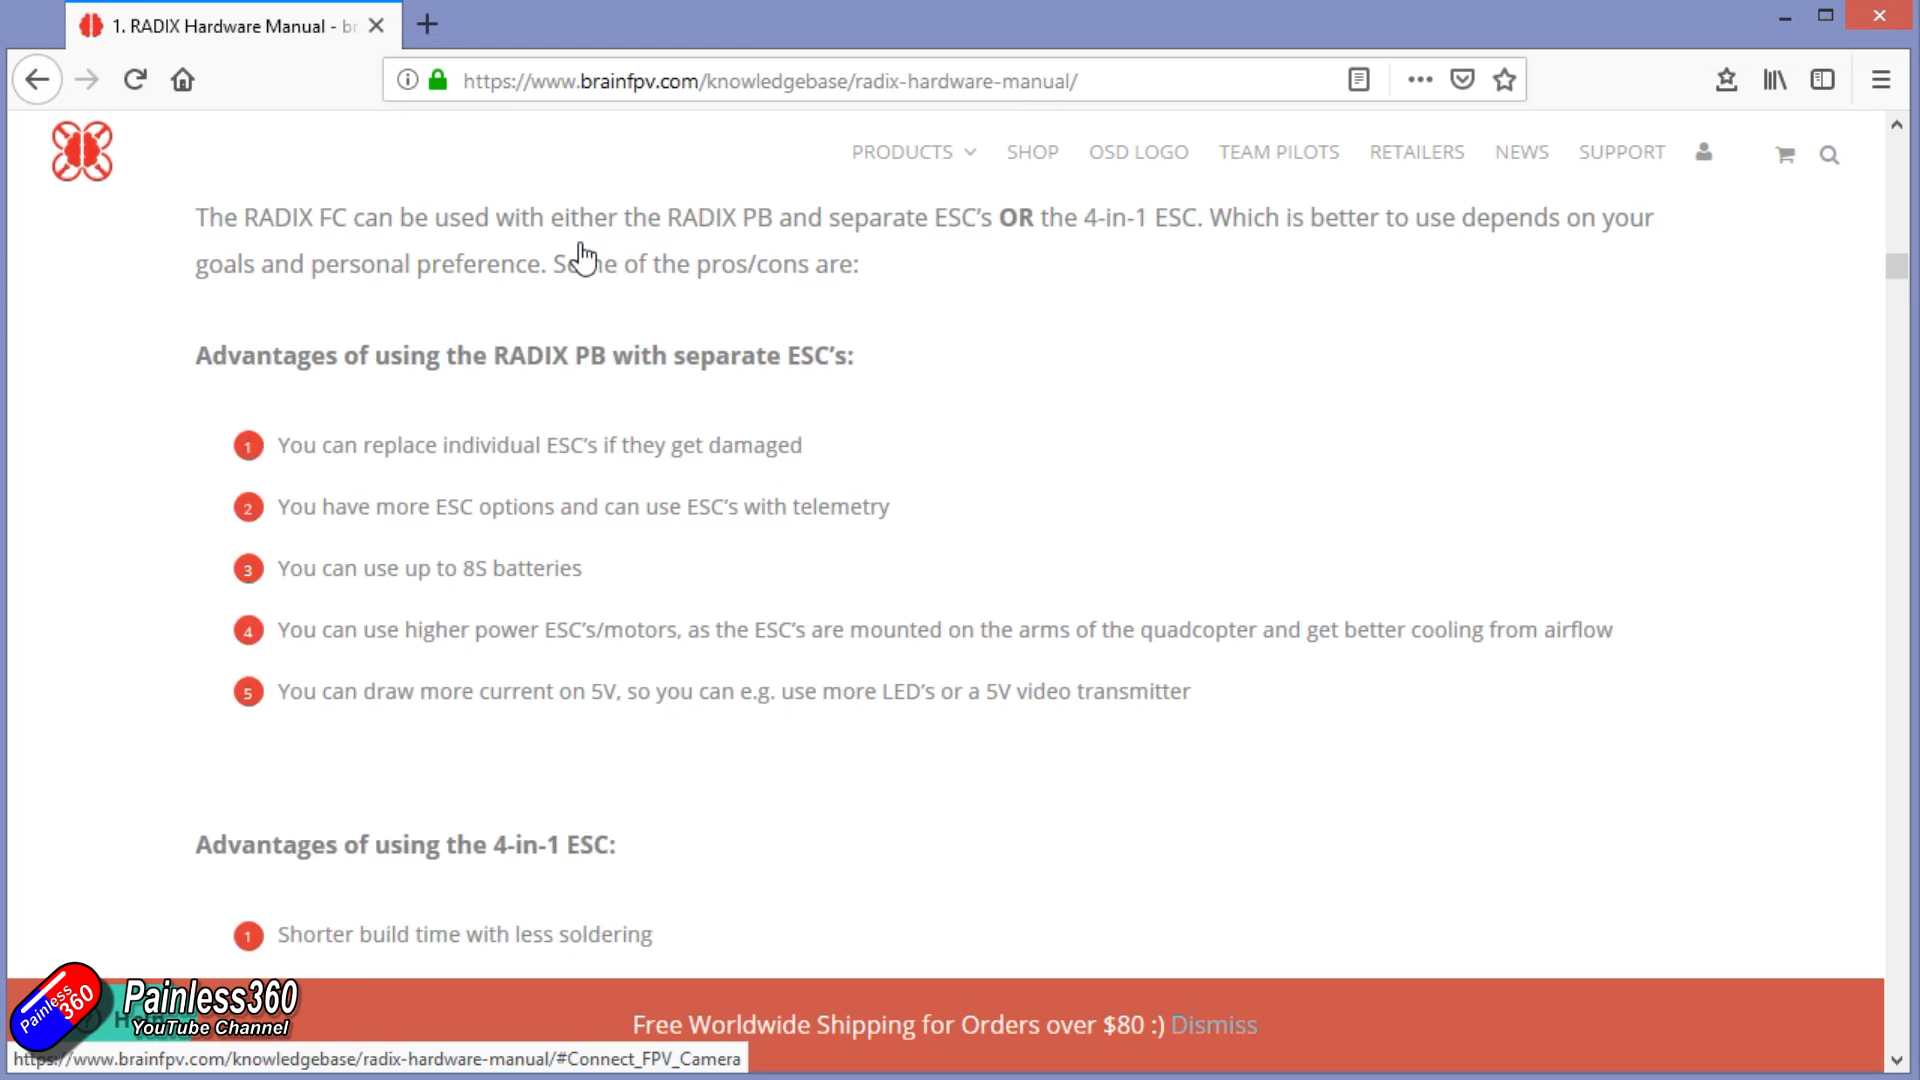 1. RADIX Hardware Manual - br
https://www.brainfpv.com/knowledgebase/radix-hardware-manual/
PRODUCTS SHOP OSD LOGO TEAM PILOTS RETAILERS NEWS SUPPORT
The RADIX FC can be used with either the RADIX PB and separate ESC’s OR the 4-in-1 ESC. Which is better to use depends on your
goals and personal preference. Some of the pros/cons are:
Advantages of using the RADIX PB with separate ESC’s:
1 You can replace individual ESC’s if they get damaged
2 You have more ESC options and can use ESC’s with telemetry
3 You can use up to 8S batteries
4 You can use higher power ESC’s/motors, as the ESC’s are mounted on the arms of the quadcopter and get better cooling from airflow
5 You can draw more current on 5V, so you can e.g. use more LED’s or a 5V video transmitter
Advantages of using the 4-in-1 ESC:
1 Shorter build time with less soldering
Painless 360
Painless360
YouTube Channel
Help
Free Worldwide Shipping for Orders over $80 :) Dismiss
https://www.brainfpv.com/knowledgebase/radix-hardware-manual/#Connect_FPV_Camera